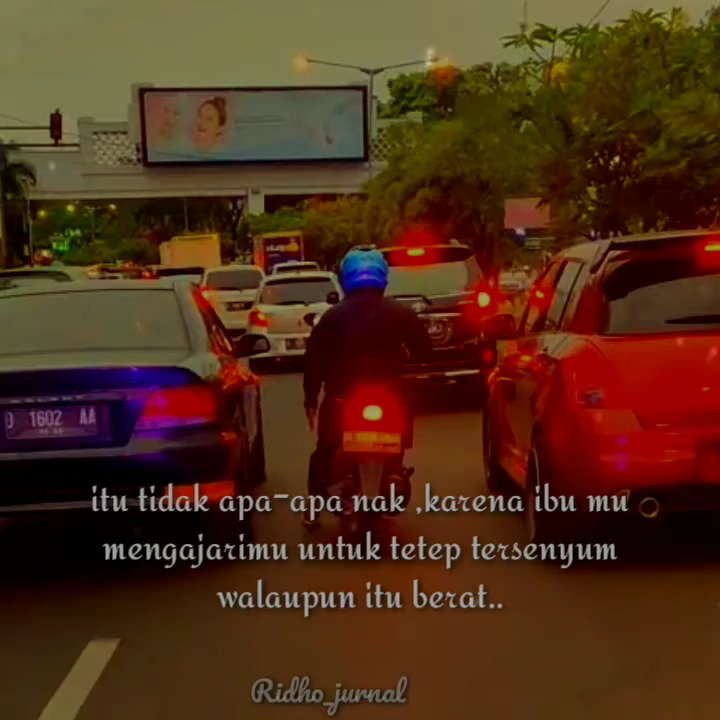 D 1602 AA
itu tidak apa-apa nak ,karena ibu mu
mengajarimu untuk tetep tersenyum
walaupun itu berat..
Ridho_jurnal